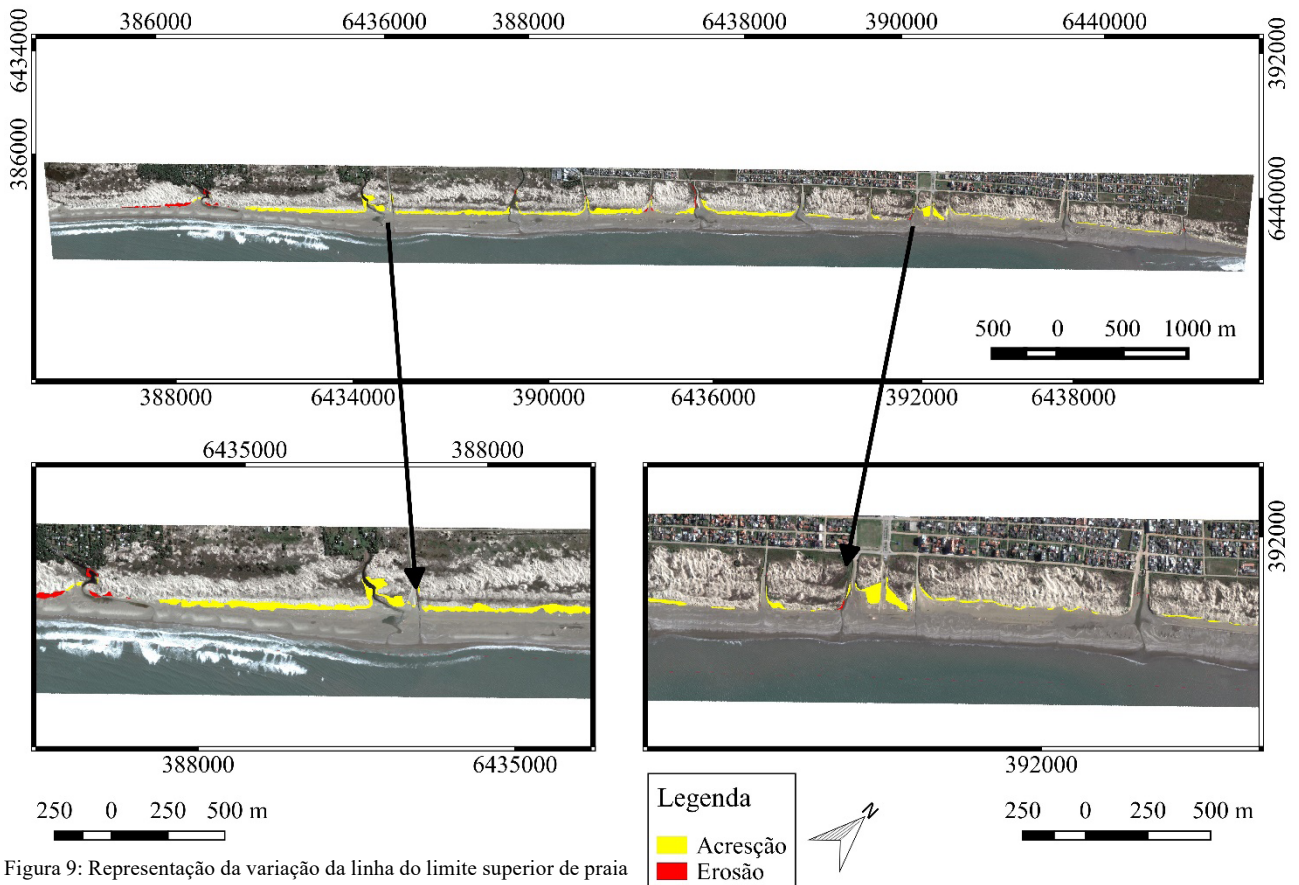 386000 6436000 388000 6438000 390000 6440000
6434000
392000
386000
6440000
500 0 500 1000 m
388000 6434000 390000 6436000 392000 6438000
6435000 388000
392000
388000 6435000
392000
250 0 250 500 m
Legenda
Acresção
Erosão
N
250 0 250 500 m
Figura 9: Representação da variação da linha do limite superior de praia